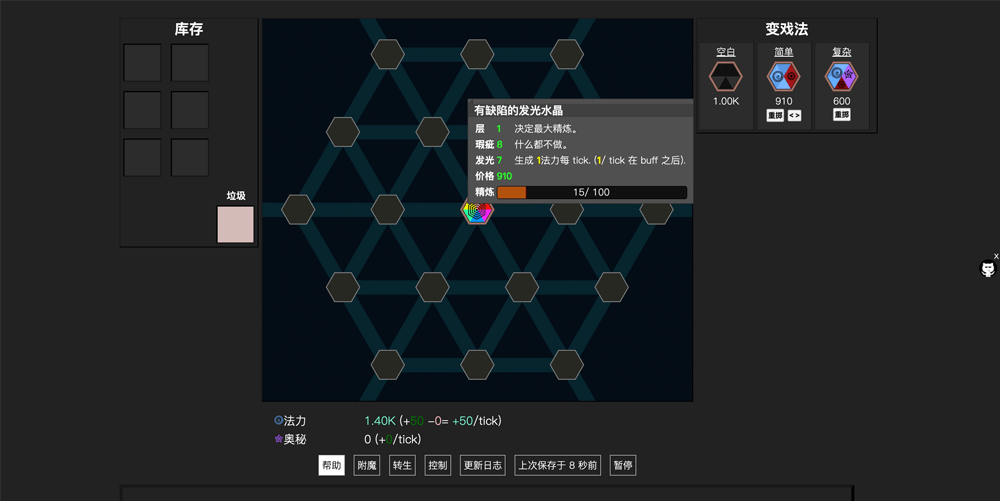 库存
垃圾
有缺陷的发光水晶
层 1 决定最大精炼。
瑕疵 8 什么都不做。
发光 7 生成 1法力每 tick. (1/ tick 在 buff 之后).
价格 910
精炼 15/ 100
变戏法
空白 简单 复杂
1.00K 910 600
重掷 <> 重掷
x
法力 1.40K (+50 -0= +50/tick)
奥秘 0 (+0/tick)
帮助 附魔 转生 控制 更新日志 上次保存于 8 秒前 暂停